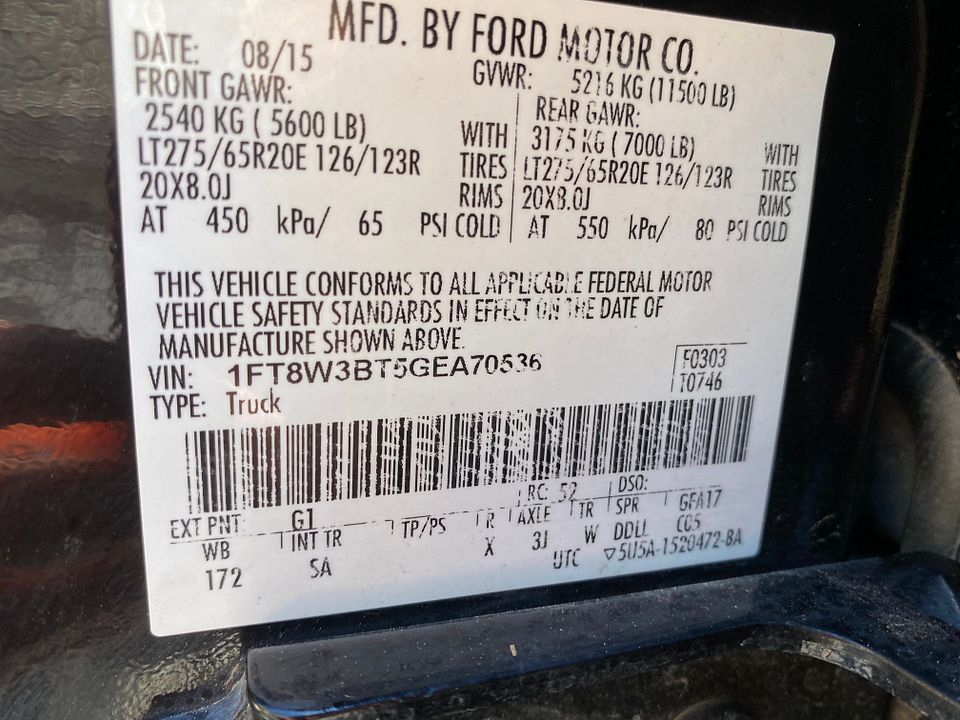 MFD. BY FORD MOTOR CO.
DATE: 08/15 GVWR: 5216 KG (11500 LB)
FRONT GAWR: REAR GAWR:
2540 KG ( 5600 LB) WITH 3175 KG ( 7000 LB) WITH
LT275/65R20E 126/123R TIRES LT275/65R20E 126/123R TIRES
20X8.0J RIMS 20X8.0J RIMS
AT 450 kPa/ 65 PSI COLD AT 550 kPa/ 80 PSI COLD
THIS VEHICLE CONFORMS TO ALL APPLICABLE FEDERAL MOTOR
VEHICLE SAFETY STANDARDS IN EFFECT ON THE DATE OF
MANUFACTURE SHOWN ABOVE.
VIN: 1FT8W3BT5GEA70536 F0303
TYPE: Truck T0746
EXT PNT: G1 RC: 52 DSO:
WB INT TR TP/PS R AXLE TR SPR GFA17
172 SA X 3J W DDLL CC5
UTC ▽5U5A-1520472-BA